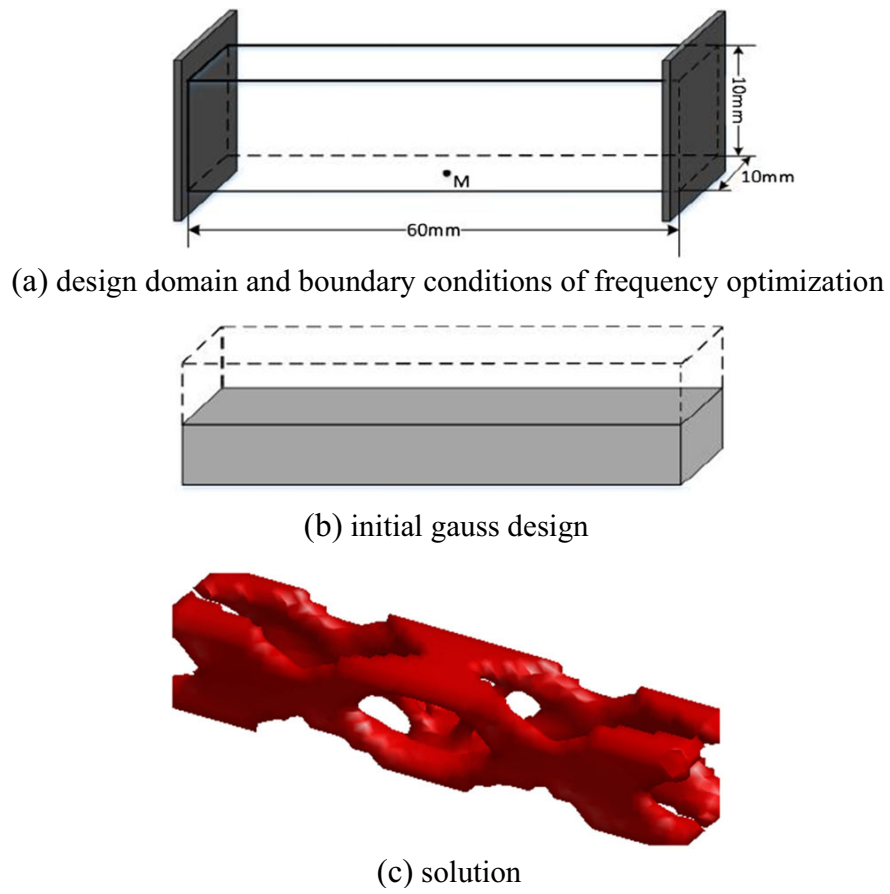 10mm
10mm
M
60mm
(a) design domain and boundary conditions of frequency optimization
(b) initial gauss design
(c) solution